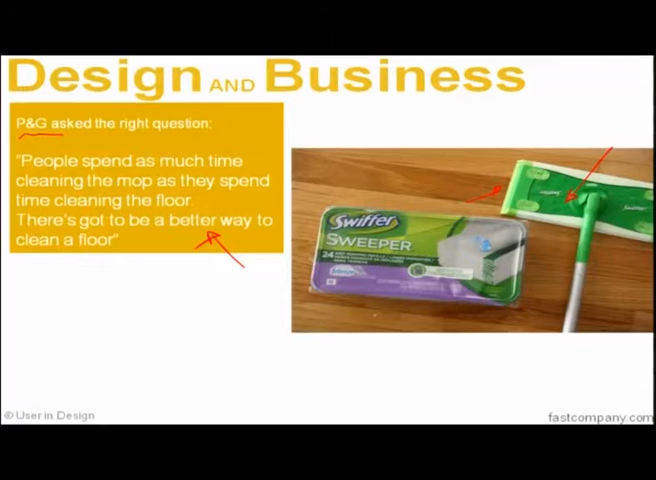 Design AND Business
P&G asked the right question:
"People spend as much time
cleaning the mop as they spend
time cleaning the floor.
There's got to be a better way to
clean a floor"
Swiffer
SWEEPER
24
© User in Design
fastcompany.com